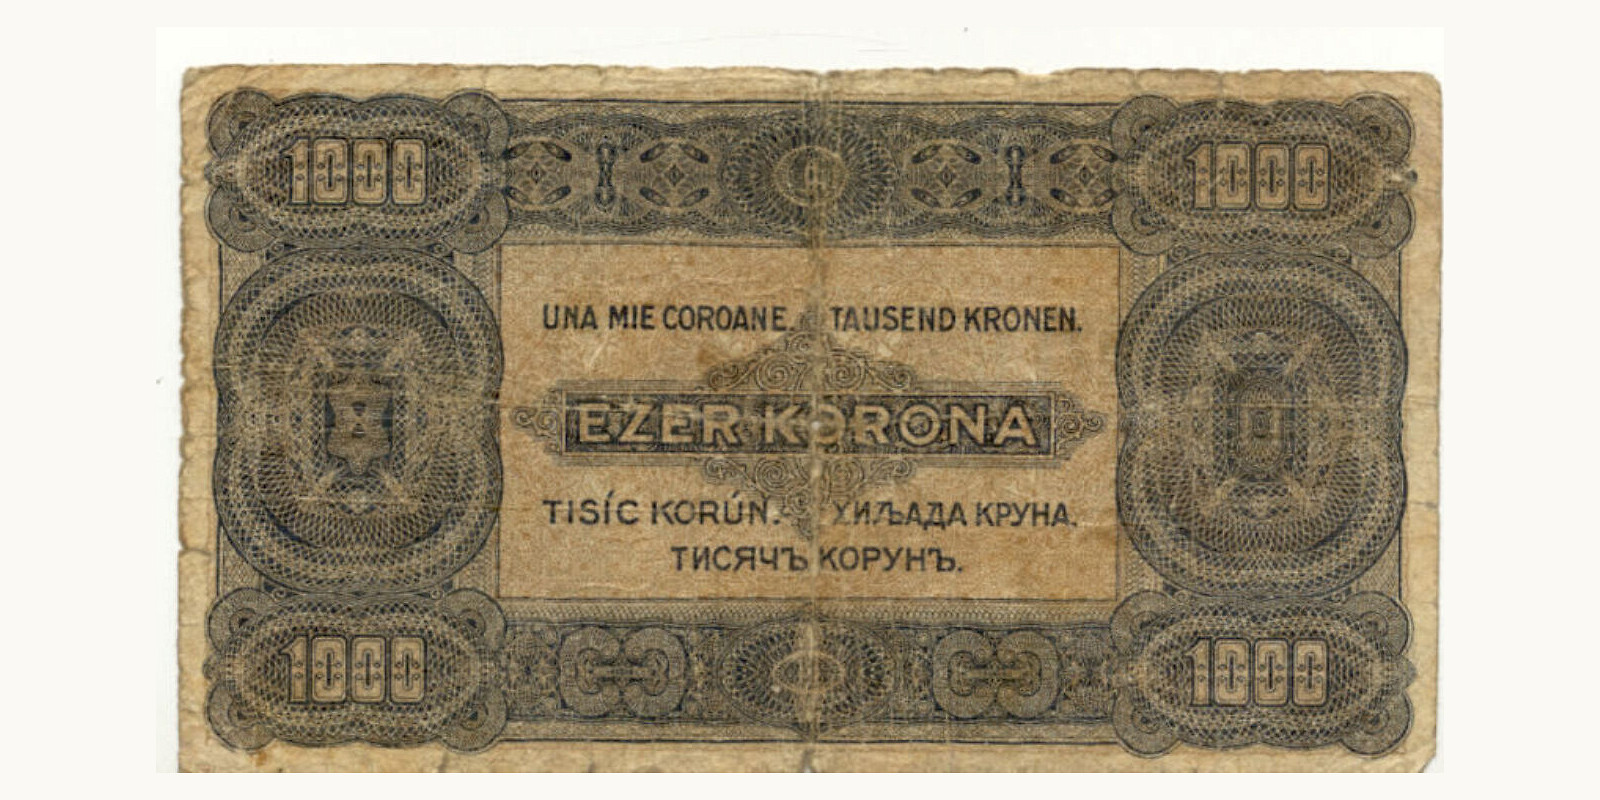 1000 1000
UNA MIE COROANE. TAUSEND KRONEN.
EZER KORONA
TISÍC KORÚN. ХИЉАДА КРУНА.
ТИСЯЧЪ КОРУНЪ.
1000 1000